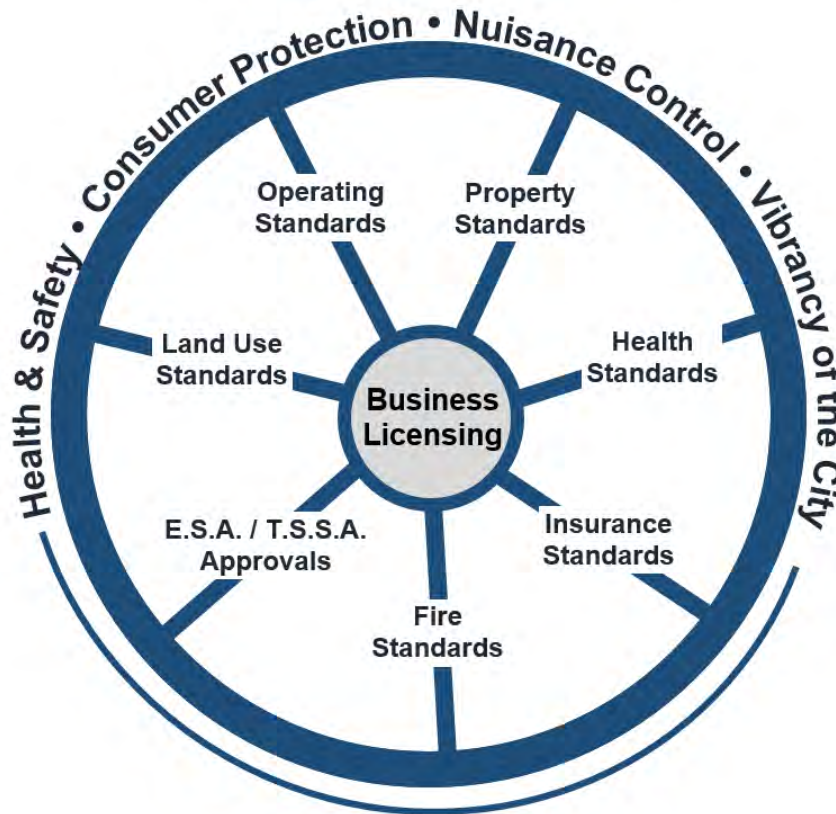 Health & Safety • Consumer Protection • Nuisance Control • Vibrancy of the City
Operating
Standards
Property
Standards
Land Use
Standards
Health
Standards
Business
Licensing
E.S.A. / T.S.S.A.
Approvals
Insurance
Standards
Fire
Standards